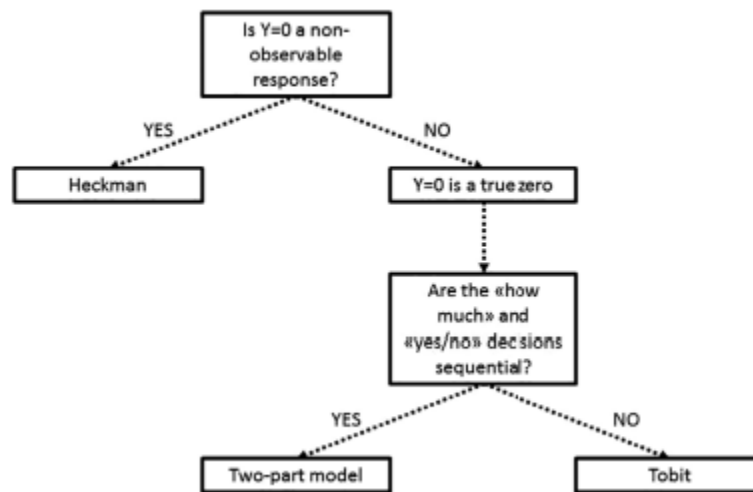 Is Y=0 a non-
observable
response?
YES
NO
Heckman
Y=0 is a true zero
Are the «how
much» and
«yes/no» decisions
sequential?
YES
NO
Two-part model
Tobit